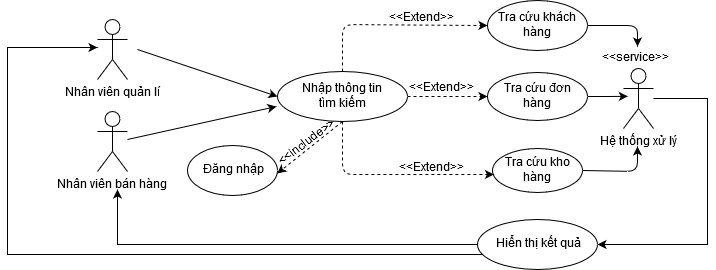 <<Extend>>
Tra cứu khách
hàng
<<service>>
Nhân viên quản lí
Nhập thông tin
tìm kiếm
<<Extend>>
Tra cứu đơn
hàng
Hệ thống xử lý
Nhân viên bán hàng
Đăng nhập
<<include>>
<<Extend>>
Tra cứu kho
hàng
Hiển thị kết quả